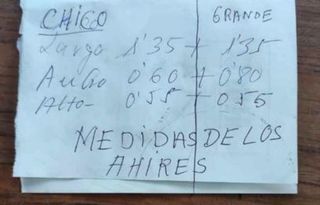 CHICO GRANDE
Largo 1'35 + 1'35
Ancho 0'60 + 0'80
Alto- 0'55 + 0'55
MEDIDAS DE LOS
AHIRES